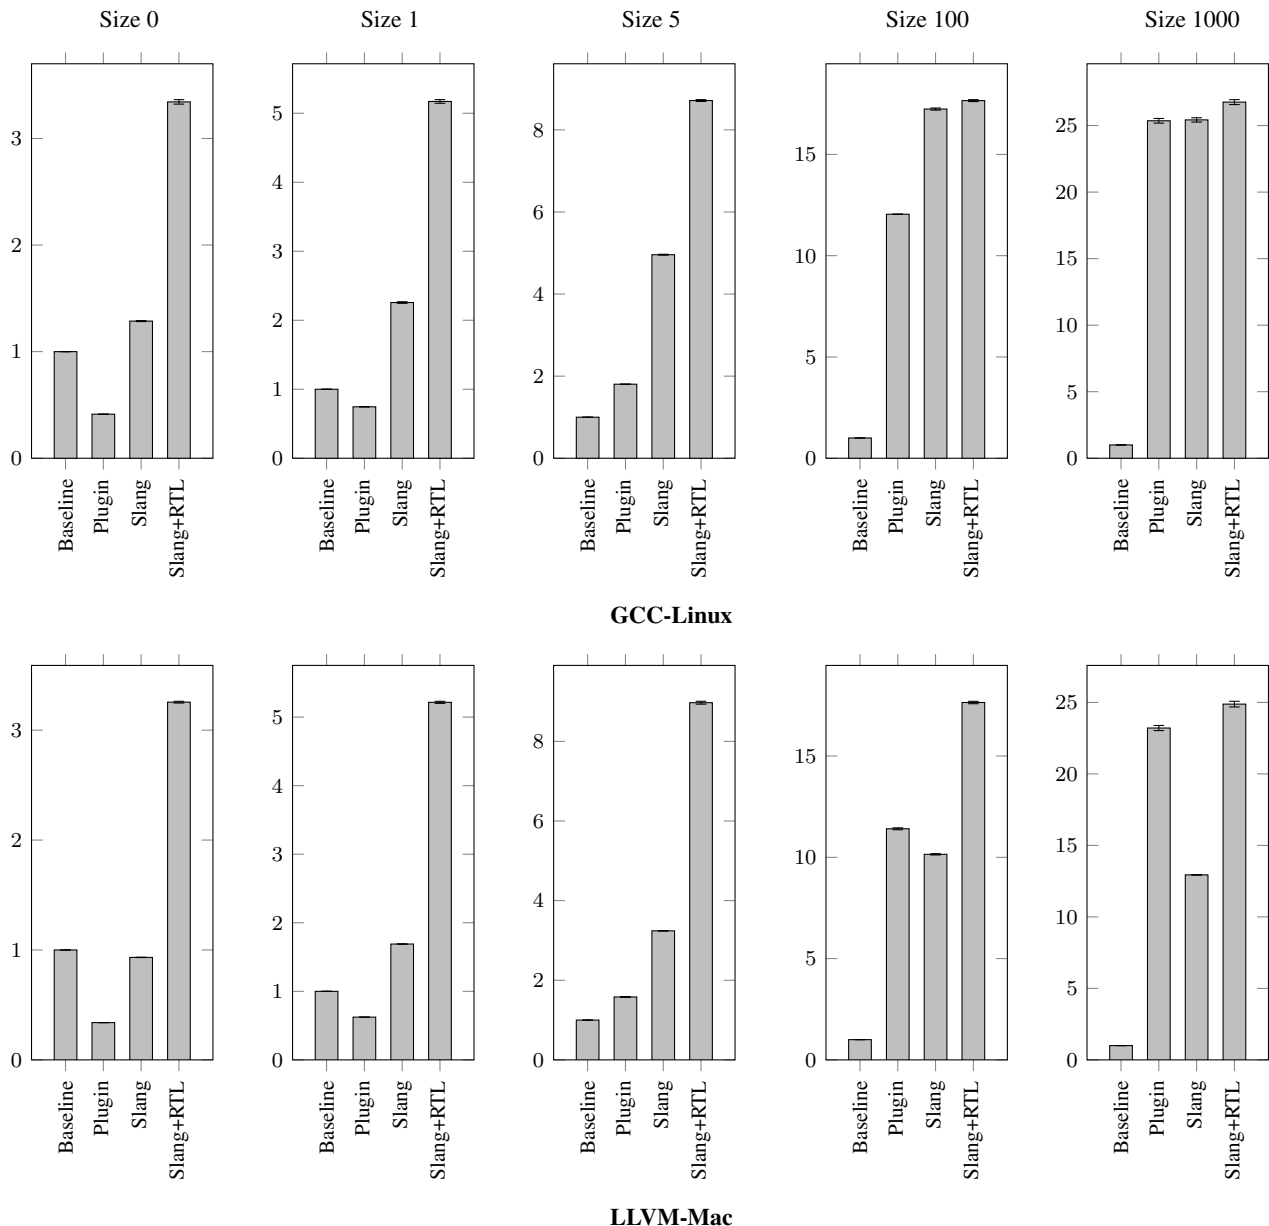 Size 0 Size 1 Size 5 Size 100 Size 1000
3
2
1
0
Baseline
Plugin
Slang
Slang+RTL
5
4
3
2
1
0
Baseline
Plugin
Slang
Slang+RTL
8
6
4
2
0
Baseline
Plugin
Slang
Slang+RTL
15
10
5
0
Baseline
Plugin
Slang
Slang+RTL
25
20
15
10
5
0
Baseline
Plugin
Slang
Slang+RTL
GCC-Linux
3
2
1
0
Baseline
Plugin
Slang
Slang+RTL
5
4
3
2
1
0
Baseline
Plugin
Slang
Slang+RTL
8
6
4
2
0
Baseline
Plugin
Slang
Slang+RTL
15
10
5
0
Baseline
Plugin
Slang
Slang+RTL
25
20
15
10
5
0
Baseline
Plugin
Slang
Slang+RTL
LLVM-Mac